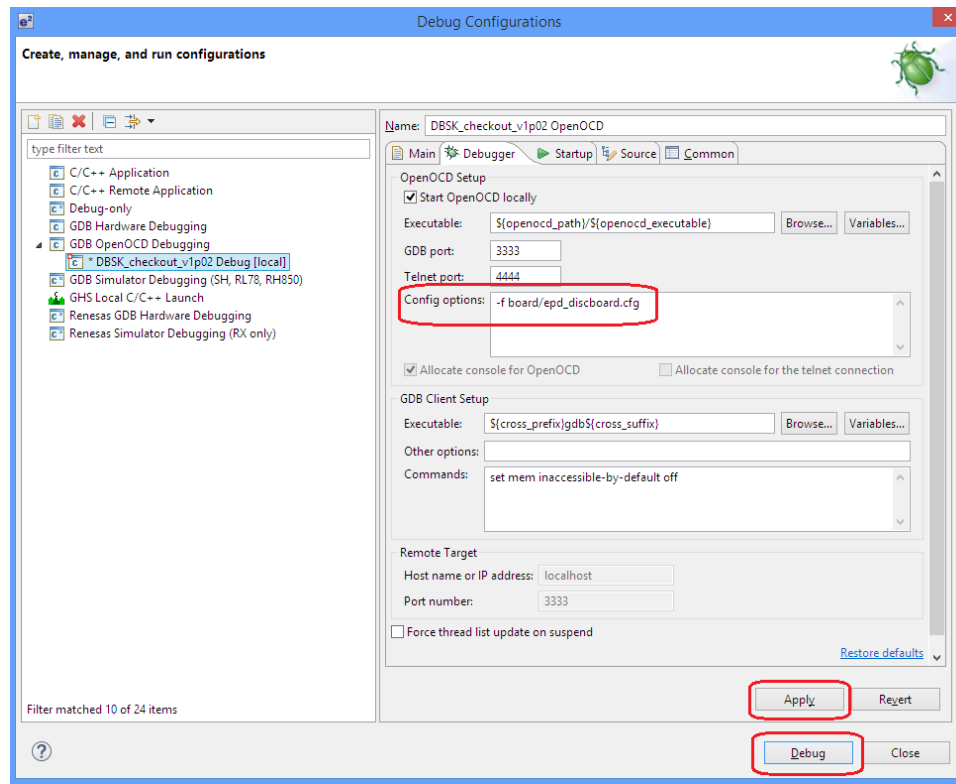 e²
Debug Configurations
Create, manage, and run configurations
type filter text
C/C++ Application
C/C++ Remote Application
Debug-only
GDB Hardware Debugging
GDB OpenOCD Debugging
* DBSK_checkout_v1p02 Debug [local]
GDB Simulator Debugging (SH, RL78, RH850)
GHS Local C/C++ Launch
Renesas GDB Hardware Debugging
Renesas Simulator Debugging (RX only)
Filter matched 10 of 24 items
Name: DBSK_checkout_v1p02 OpenOCD
Main Debugger Startup Source Common
OpenOCD Setup
Start OpenOCD locally
Executable: ${openocd_path}/${openocd_executable} Browse... Variables...
GDB port: 3333
Telnet port: 4444
Config options: -f board/epd_discboard.cfg
Allocate console for OpenOCD Allocate console for the telnet connection
GDB Client Setup
Executable: ${cross_prefix}gdb${cross_suffix} Browse... Variables...
Other options:
Commands: set mem inaccessible-by-default off
Remote Target
Host name or IP address: localhost
Port number: 3333
Force thread list update on suspend
Restore defaults
Apply Revert
? Debug Close